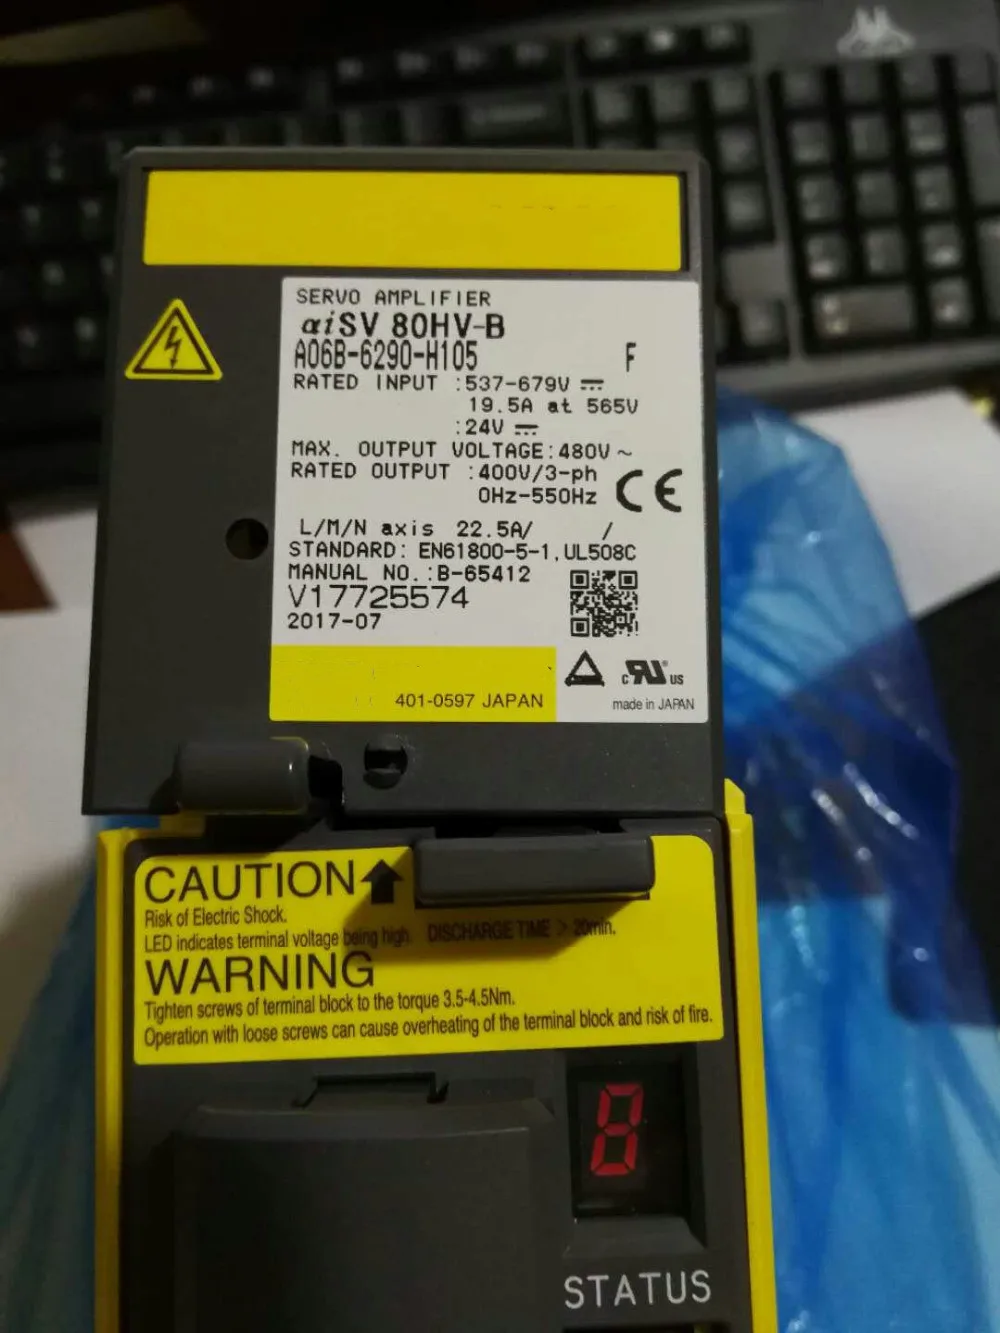 SERVO AMPLIFIER
αiSV 80HV-B
A06B-6290-H105 F
RATED INPUT :537-679V ⎓
19.5A at 565V
:24V ⎓
MAX. OUTPUT VOLTAGE:480V ~
RATED OUTPUT :400V/3-ph
0Hz-550Hz
CE
L/M/N axis 22.5A/ /
STANDARD: EN61800-5-1,UL508C
MANUAL NO.:B-65412
V17725574
2017-07
401-0597 JAPAN
c RU us
made in JAPAN
CAUTION
Risk of Electric Shock.
LED indicates terminal voltage being high. DISCHARGE TIME > 20min.
WARNING
Tighten screws of terminal block to the torque 3.5-4.5Nm.
Operation with loose screws can cause overheating of the terminal block and risk of fire.
8
STATUS